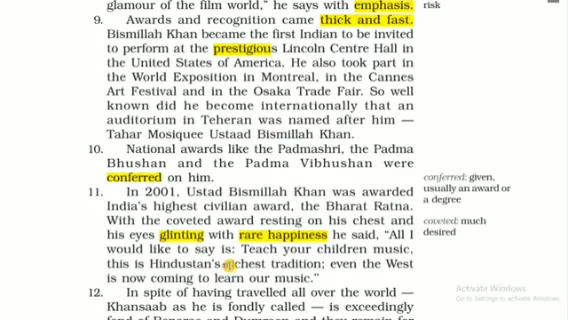 glamour of the film world," he says with emphasis.
risk
9. Awards and recognition came thick and fast.
Bismillah Khan became the first Indian to be invited
to perform at the prestigious Lincoln Centre Hall in
the United States of America. He also took part in
the World Exposition in Montreal, in the Cannes
Art Festival and in the Osaka Trade Fair. So well
known did he become internationally that an
auditorium in Teheran was named after him —
Tahar Mosiquee Ustaad Bismillah Khan.
10. National awards like the Padmashri, the Padma
Bhushan and the Padma Vibhushan were
conferred on him.
conferred: given,
usually an award or
a degree
11. In 2001, Ustad Bismillah Khan was awarded
India's highest civilian award, the Bharat Ratna.
With the coveted award resting on his chest and
his eyes glinting with rare happiness he said, "All I
would like to say is: Teach your children music,
this is Hindustan's richest tradition; even the West
is now coming to learn our music."
coveted: much
desired
12. In spite of having travelled all over the world —
Khansaab as he is fondly called — is exceedingly
fond of Benaras and Dumraon and they remain for
Activate Windows
Go to Settings to activate Windows.